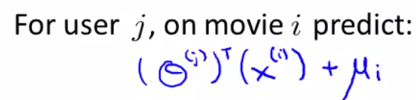 For user j, on movie i predict:
(Θ^(j))^T (x^(i)) + μ_i